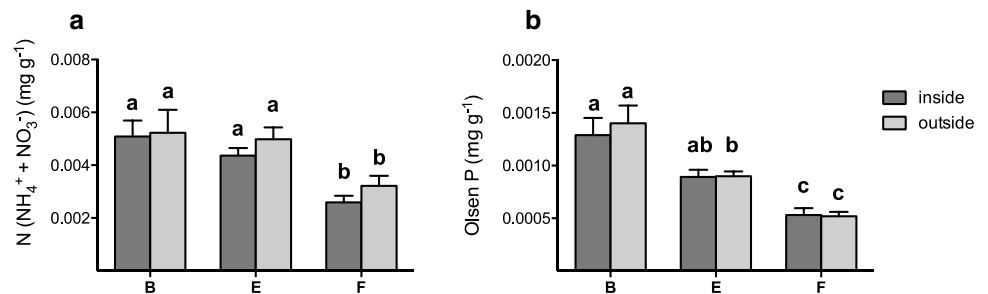 a
N (NH₄⁺ + NO₃⁻) (mg g⁻¹)
0.008
0.006
0.004
0.002
a a
a a
b b
B E F
b
Olsen P (mg g⁻¹)
0.0020
0.0015
0.0010
0.0005
a a
ab b
c c
B E F
inside
outside